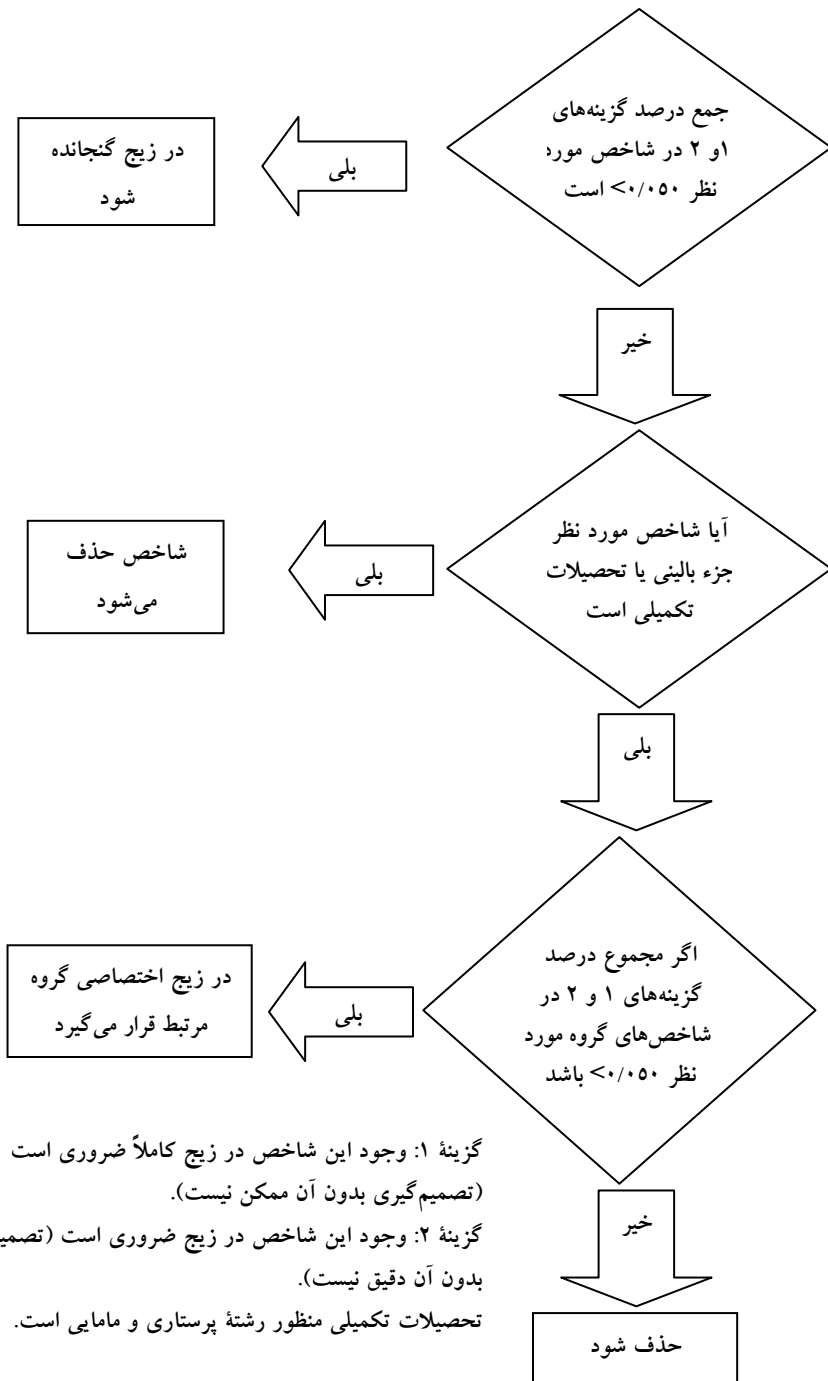 جمع درصد گزینه‌های
۱و ۲ در شاخص مورد
نظر ۰/۰۵۰< است
بلی
در زیج گنجانده
شود
خیر
آیا شاخص مورد نظر
جزء بالینی یا تحصیلات
تکمیلی است
بلی
شاخص حذف
می‌شود
بلی
اگر مجموع درصد
گزینه‌های ۱ و ۲ در
شاخص‌های گروه مورد
نظر ۰/۰۵۰< باشد
بلی
در زیج اختصاصی گروه
مرتبط قرار می‌گیرد
خیر
حذف شود
گزینهٔ ۱: وجود این شاخص در زیج کاملاً ضروری است
(تصمیم‌گیری بدون آن ممکن نیست).
گزینهٔ ۲: وجود این شاخص در زیج ضروری است (تصمی
بدون آن دقیق نیست).
تحصیلات تکمیلی منظور رشتهٔ پرستاری و مامایی است.